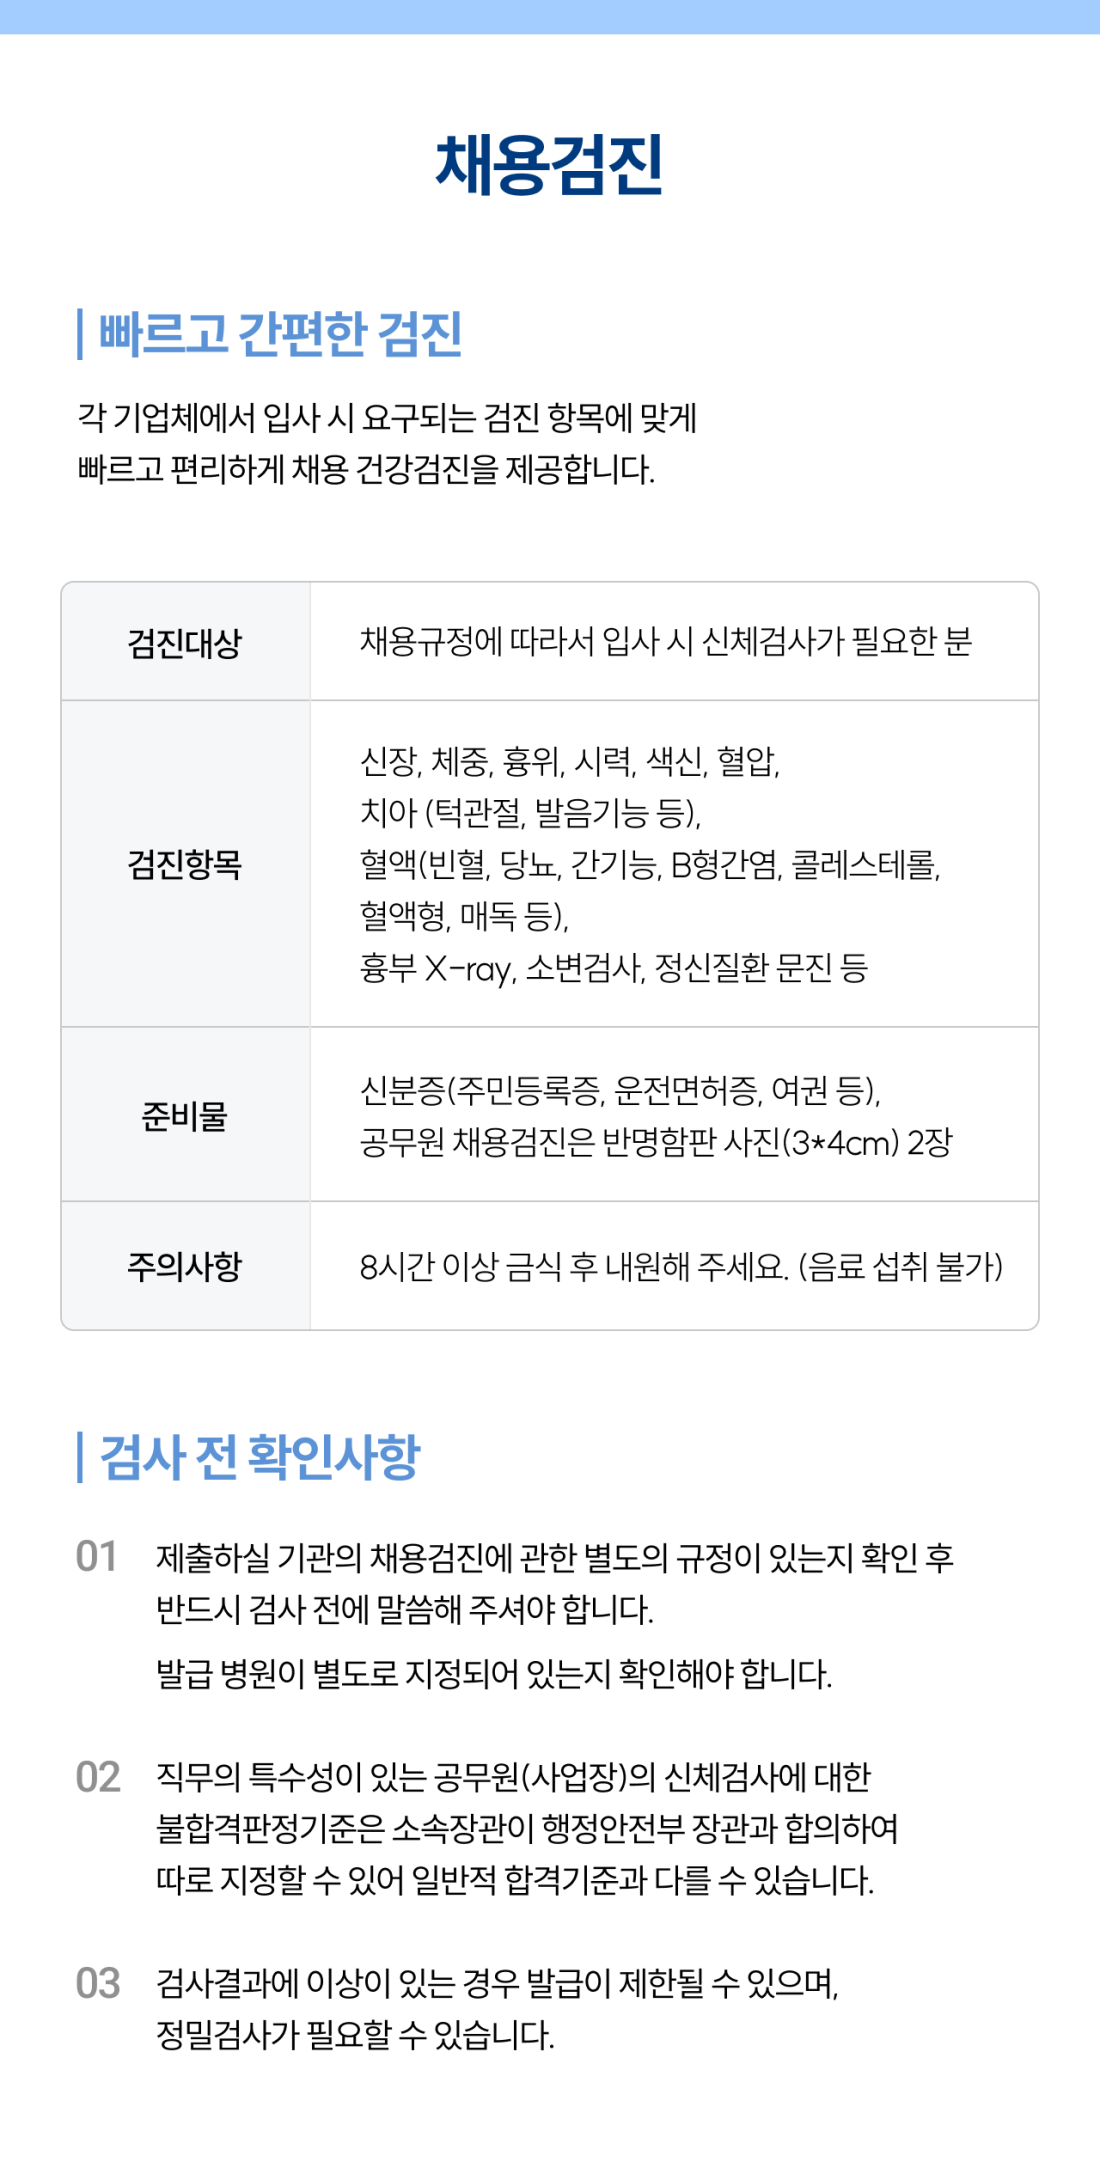 채용검진
빠르고 간편한 검진
각 기업체에서 입사 시 요구되는 검진 항목에 맞게
빠르고 편리하게 채용 건강검진을 제공합니다.
검진대상
채용규정에 따라서 입사 시 신체검사가 필요한 분
검진항목
신장, 체중, 흉위, 시력, 색신, 혈압,
치아 (턱관절, 발음기능 등),
혈액(빈혈, 당뇨, 간기능, B형간염, 콜레스테롤,
혈액형, 매독 등),
흉부 X-ray, 소변검사, 정신질환 문진 등
준비물
신분증(주민등록증, 운전면허증, 여권 등),
공무원 채용검진은 반명함판 사진(3*4cm) 2장
주의사항
8시간 이상 금식 후 내원해 주세요. (음료 섭취 불가)
검사 전 확인사항
01 제출하실 기관의 채용검진에 관한 별도의 규정이 있는지 확인 후
반드시 검사 전에 말씀해 주셔야 합니다.
발급 병원이 별도로 지정되어 있는지 확인해야 합니다.
02 직무의 특수성이 있는 공무원(사업장)의 신체검사에 대한
불합격판정기준은 소속장관이 행정안전부 장관과 합의하여
따로 지정할 수 있어 일반적 합격기준과 다를 수 있습니다.
03 검사결과에 이상이 있는 경우 발급이 제한될 수 있으며,
정밀검사가 필요할 수 있습니다.